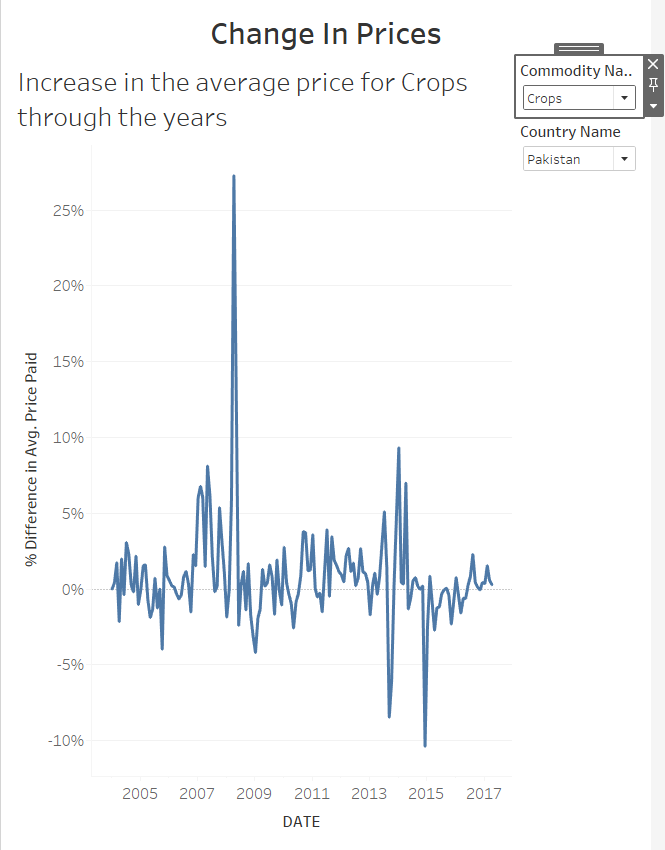 Change In Prices
Increase in the average price for Crops
through the years
Commodity Na..
Crops
Country Name
Pakistan
% Difference in Avg. Price Paid
25%
20%
15%
10%
5%
0%
-5%
-10%
2005 2007 2009 2011 2013 2015 2017
DATE